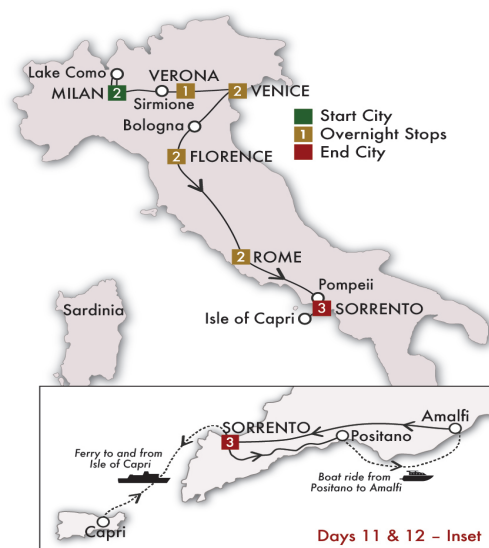 Lake Como
MILAN
2
Sirmione
VERONA
1
2
VENICE
Bologna
2
FLORENCE
2
ROME
Pompeii
3
SORRENTO
Isle of Capri
Sardinia
Start City
1
Overnight Stops
End City
SORRENTO
3
Amalfi
Positano
Ferry to and from
Isle of Capri
Boat ride from
Positano to Amalfi
Capri
Days 11 & 12 – Inset